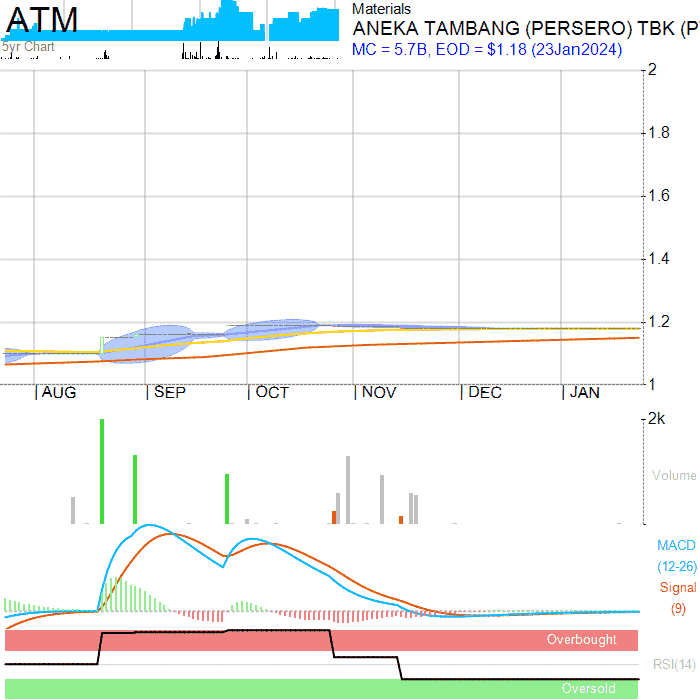 ATM
5yr Chart
Materials
ANEKA TAMBANG (PERSERO) TBK (P
MC = 5.7B, EOD = $1.18 (23Jan2024)
2
1.8
1.6
1.4
1.2
1
AUG SEP OCT NOV DEC JAN
2k
Volume
MACD
(12-26)
Signal
(9)
Overbought
RSI(14)
Oversold